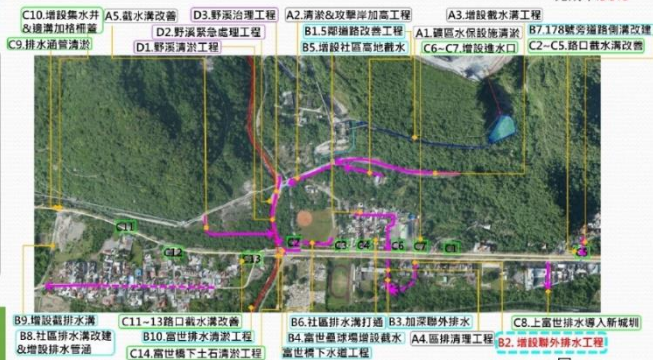 C10.增設集水井
&邊溝加格柵蓋
A5.截水溝改善
D3.野溪治理工程
A2.清淤&攻擊岸加高工程
A3.增設截水溝工程
D2.野溪緊急處理工程
B1.5鄰道路改善工程
A1.礦區水保設施清淤
B7.178號旁道路側溝改建
C9.排水涵管清淤
D1.野溪清淤工程
B5.增設社區高地截水
C6~C7.增設進水口
C2~C5.路口截水溝改善
C11
C12
C13
C2
C3
C4
C6
C7
B9.增設截排水溝
C11~13路口截水溝改善
B6.社區排水溝打通
B3.加深聯外排水
C8.上富世排水導入新城圳
B8.社區排水溝改建
&增設排水管涵
B10.富世排水清淤工程
B4.富世壘球場增設截水
A4.區排清理工程
B2. 增設聯外排水工程
C14.富世橋下土石清淤工程
富世橋下水道工程